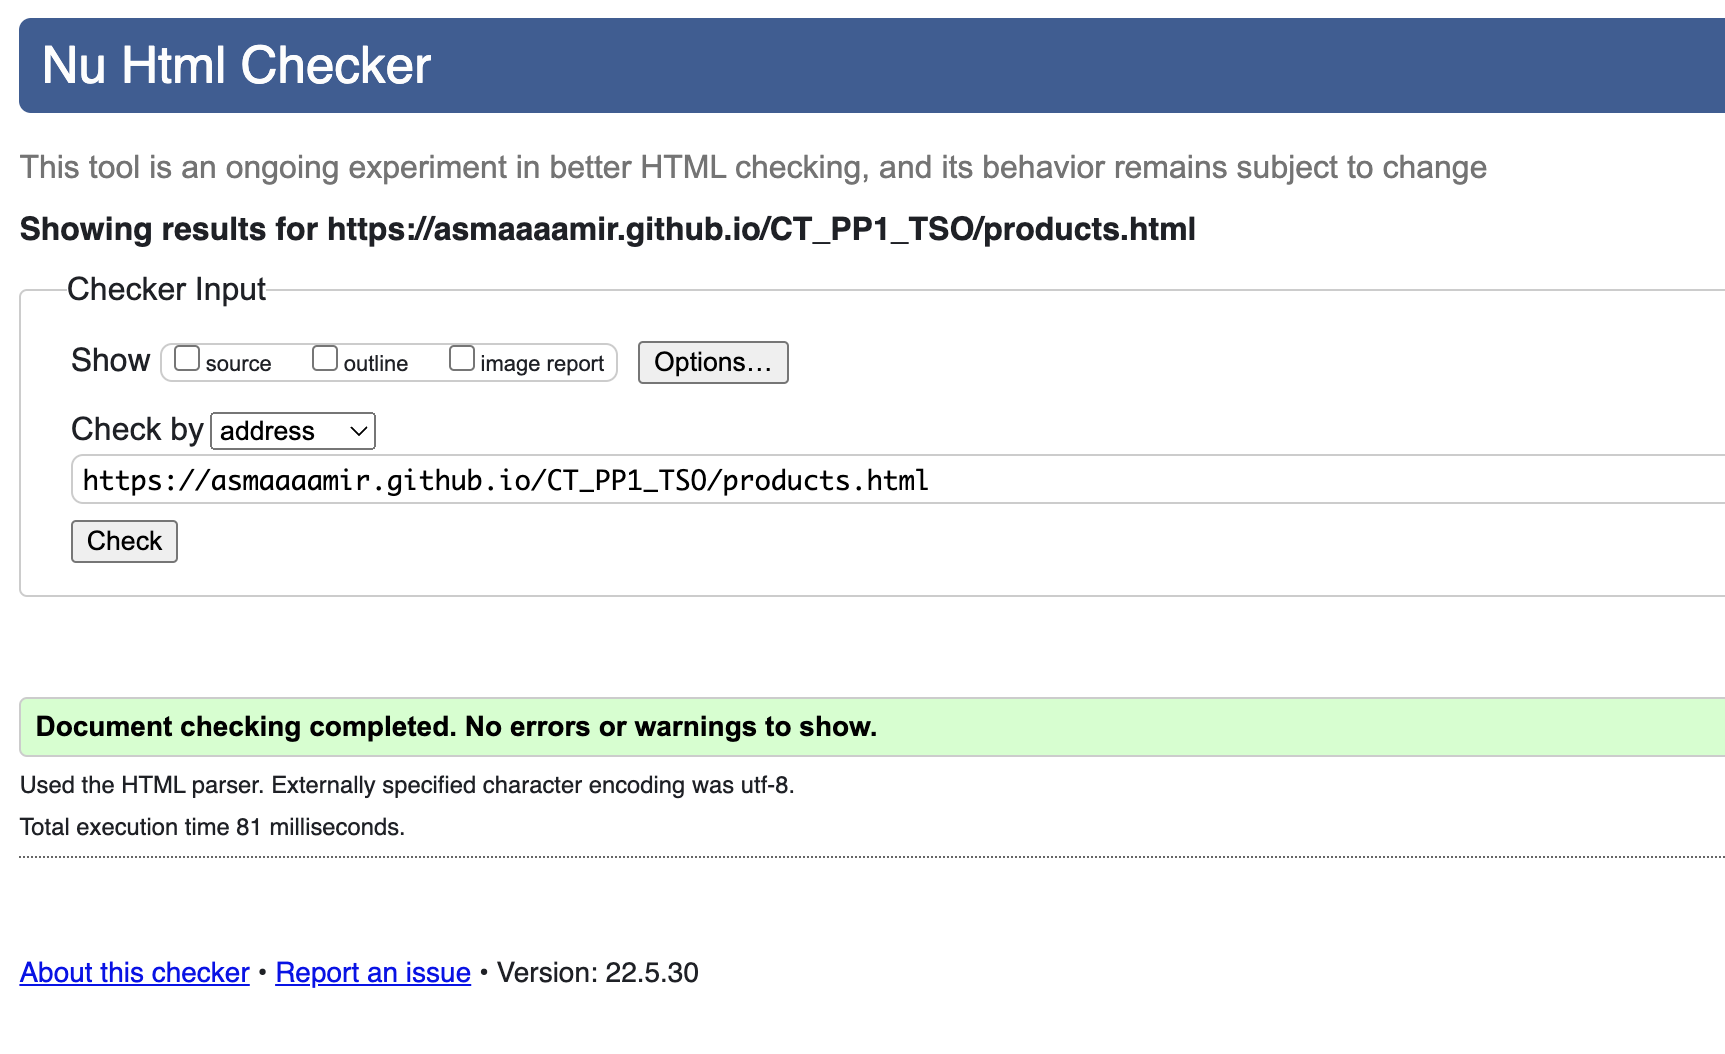 Nu Html Checker
This tool is an ongoing experiment in better HTML checking, and its behavior remains subject to change
Showing results for https://asmaaaamir.github.io/CT_PP1_TSO/products.html
Checker Input
Show source outline image report Options...
Check by address
https://asmaaaamir.github.io/CT_PP1_TSO/products.html
Check
Document checking completed. No errors or warnings to show.
Used the HTML parser. Externally specified character encoding was utf-8.
Total execution time 81 milliseconds.
About this checker • Report an issue • Version: 22.5.30